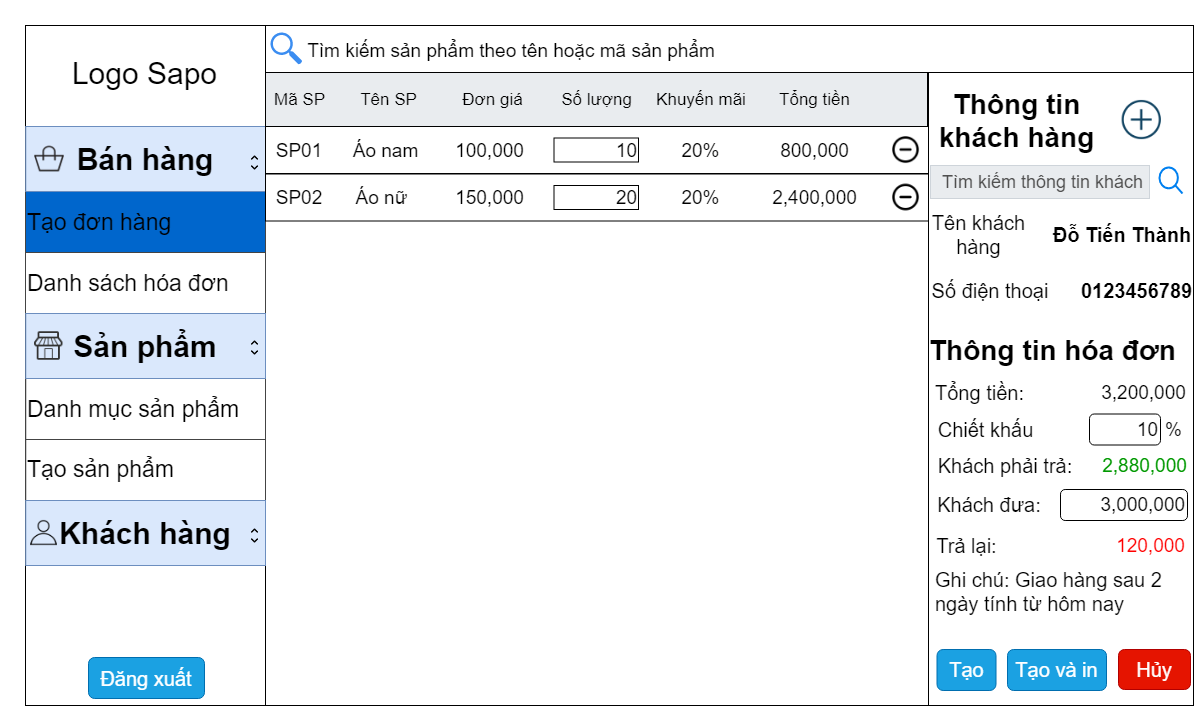 Logo Sapo
Bán hàng
Tạo đơn hàng
Danh sách hóa đơn
Sản phẩm
Danh mục sản phẩm
Tạo sản phẩm
Khách hàng
Đăng xuất
Tìm kiếm sản phẩm theo tên hoặc mã sản phẩm
Mã SP Tên SP Đơn giá Số lượng Khuyến mãi Tổng tiền
SP01 Áo nam 100,000 10 20% 800,000
SP02 Áo nữ 150,000 20 20% 2,400,000
Thông tin
khách hàng
Tìm kiếm thông tin khách
Tên khách
hàng
Đỗ Tiến Thành
Số điện thoại 0123456789
Thông tin hóa đơn
Tổng tiền: 3,200,000
Chiết khấu 10 %
Khách phải trả: 2,880,000
Khách đưa: 3,000,000
Trả lại: 120,000
Ghi chú: Giao hàng sau 2
ngày tính từ hôm nay
Tạo Tạo và in Hủy